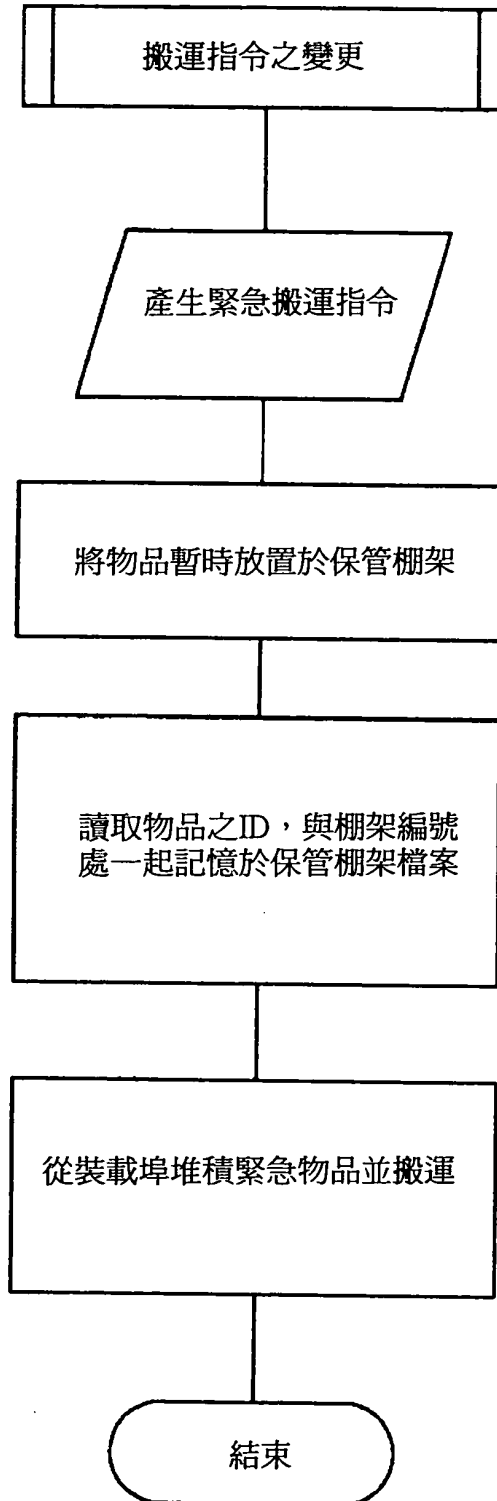 搬運指令之變更
產生緊急搬運指令
將物品暫時放置於保管棚架
讀取物品之ID，與棚架編號
處一起記憶於保管棚架檔案
從裝載埠堆積緊急物品並搬運
結束